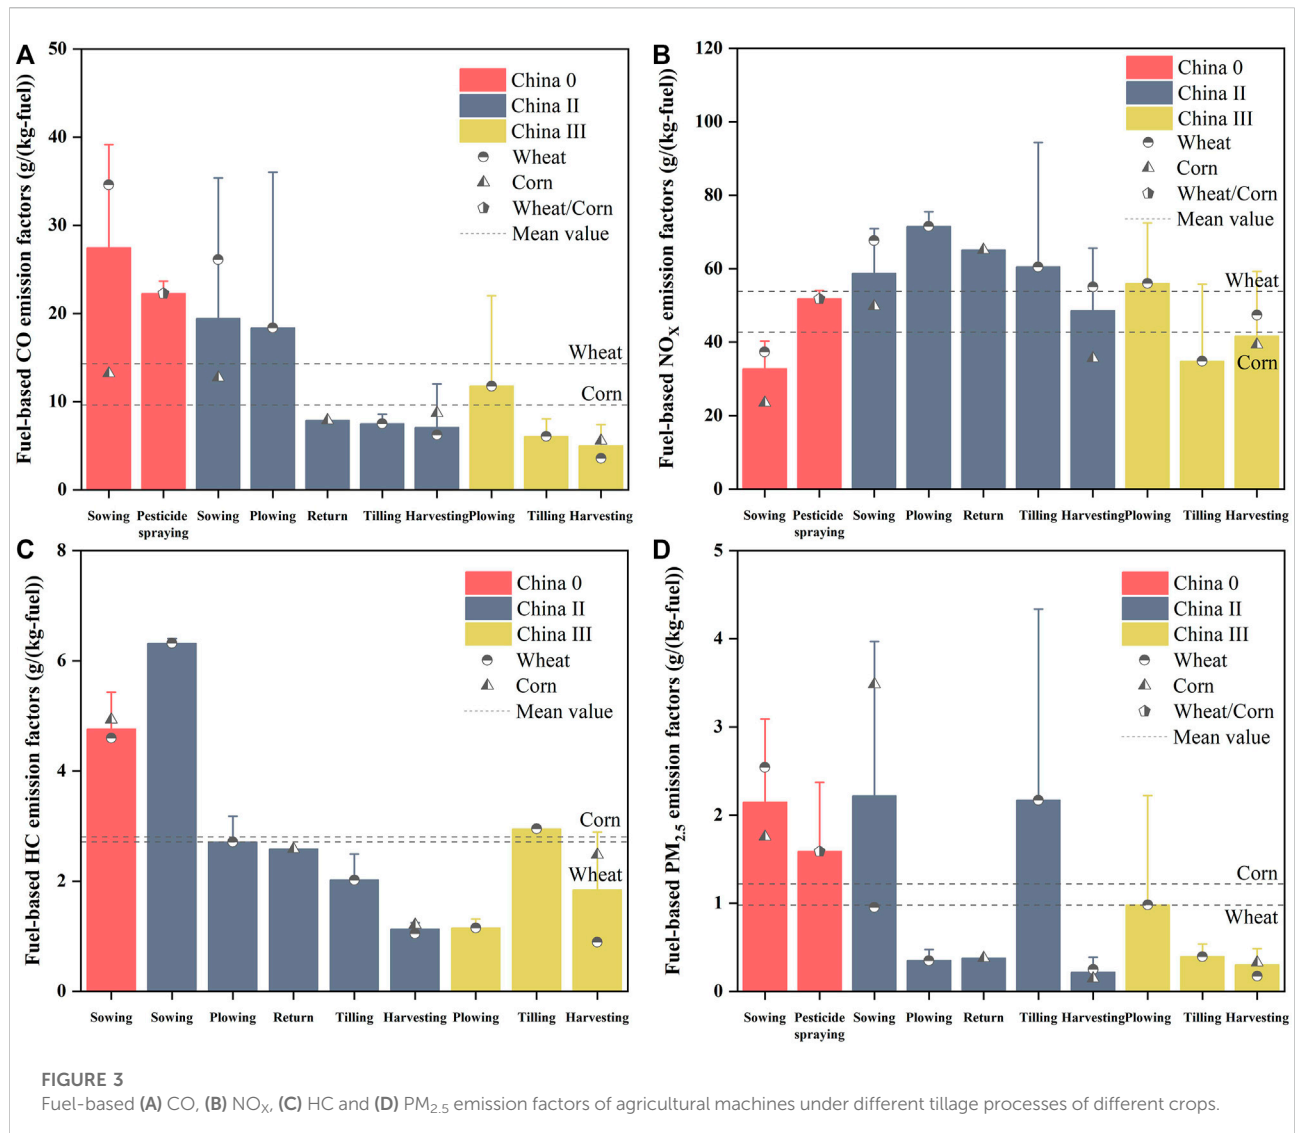 A
Fuel-based CO emission factors (g/(kg-fuel))
50
40
30
20
10
0
China 0
China II
China III
Wheat
Corn
Wheat/Corn
Mean value
Wheat
Corn
Sowing
Pesticide
spraying
Sowing
Plowing
Return
Tilling
Harvesting
Plowing
Tilling
Harvesting
B
Fuel-based NOX emission factors (g/(kg-fuel))
120
100
80
60
40
20
0
China 0
China II
China III
Wheat
Corn
Wheat/Corn
Mean value
Wheat
Corn
Sowing
Pesticide
spraying
Sowing
Plowing
Return
Tilling
Harvesting
Plowing
Tilling
Harvesting
C
Fuel-based HC emission factors (g/(kg-fuel))
8
6
4
2
0
China 0
China II
China III
Wheat
Corn
Mean value
Corn
Wheat
Sowing
Sowing
Plowing
Return
Tilling
Harvesting
Plowing
Tilling
Harvesting
D
Fuel-based PM2.5 emission factors (g/(kg-fuel))
5
4
3
2
1
0
China 0
China II
China III
Wheat
Corn
Wheat/Corn
Mean value
Corn
Wheat
Sowing
Pesticide
spraying
Sowing
Plowing
Return
Tilling
Harvesting
Plowing
Tilling
Harvesting
FIGURE 3
Fuel-based (A) CO, (B) NOX, (C) HC and (D) PM2.5 emission factors of agricultural machines under different tillage processes of different crops.